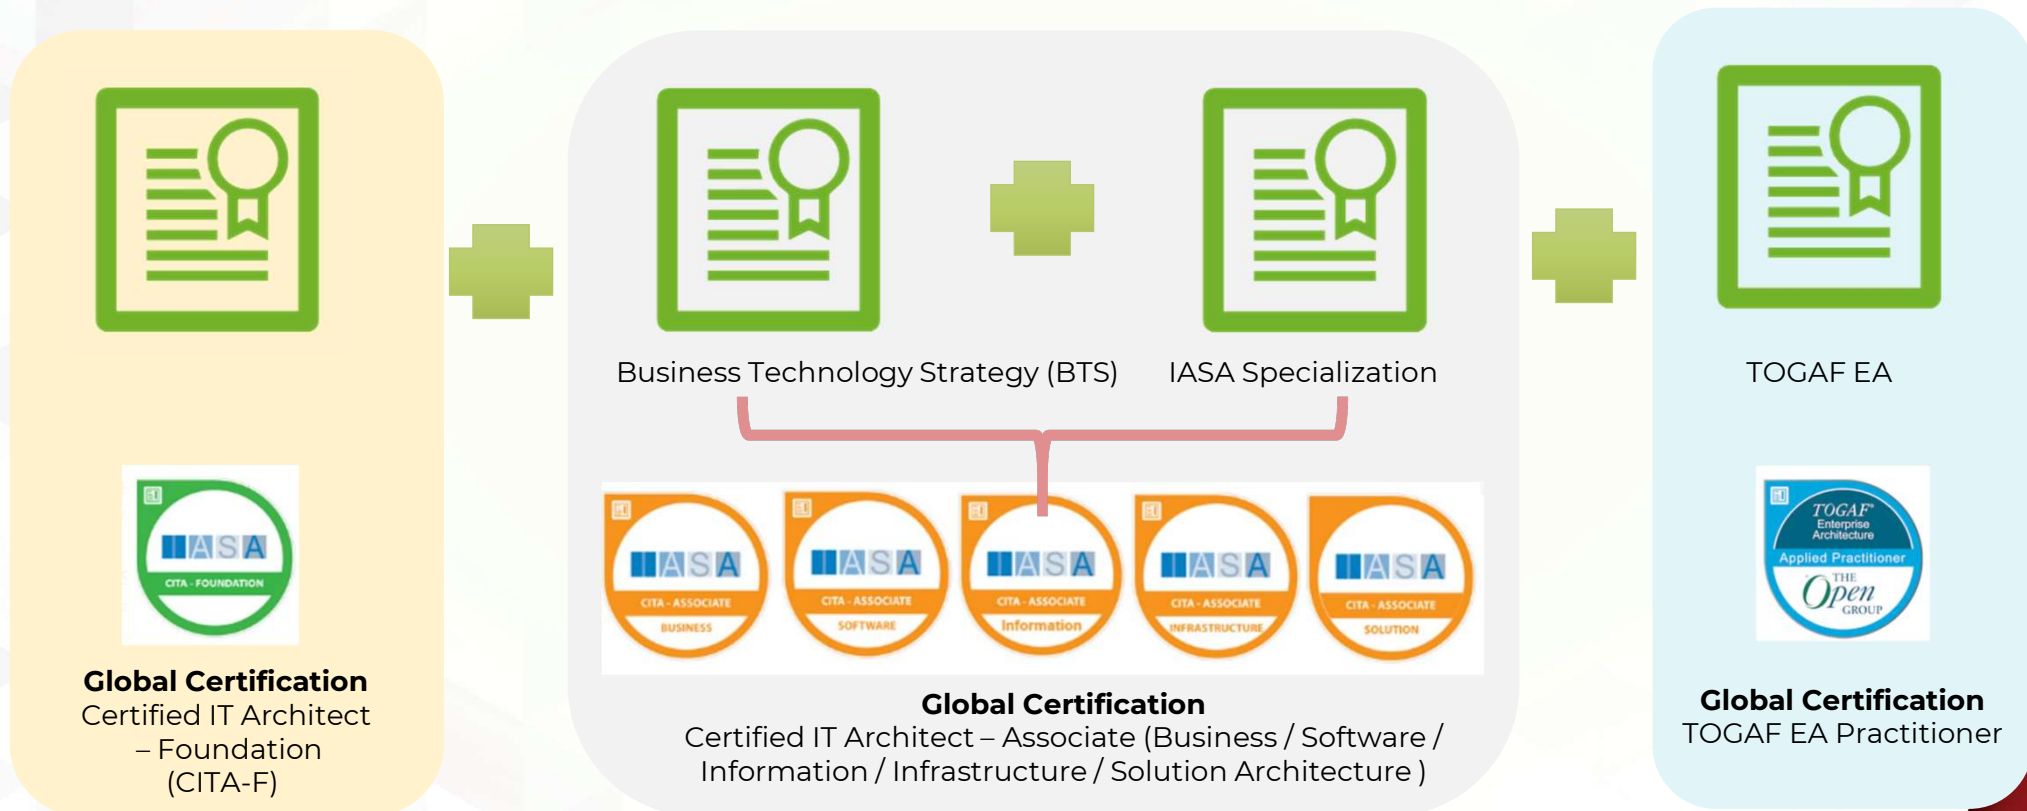 IASA
CITA - FOUNDATION
Global Certification
Certified IT Architect
– Foundation
(CITA-F)
Business Technology Strategy (BTS)
IASA Specialization
IASA
CITA - ASSOCIATE
BUSINESS
IASA
CITA - ASSOCIATE
SOFTWARE
IASA
CITA - ASSOCIATE
Information
IASA
CITA - ASSOCIATE
INFRASTRUCTURE
IASA
CITA - ASSOCIATE
SOLUTION
Global Certification
Certified IT Architect – Associate (Business / Software /
Information / Infrastructure / Solution Architecture )
TOGAF EA
TOGAF®
Enterprise
Architecture
Applied Practitioner
THE
Open
GROUP
Global Certification
TOGAF EA Practitioner